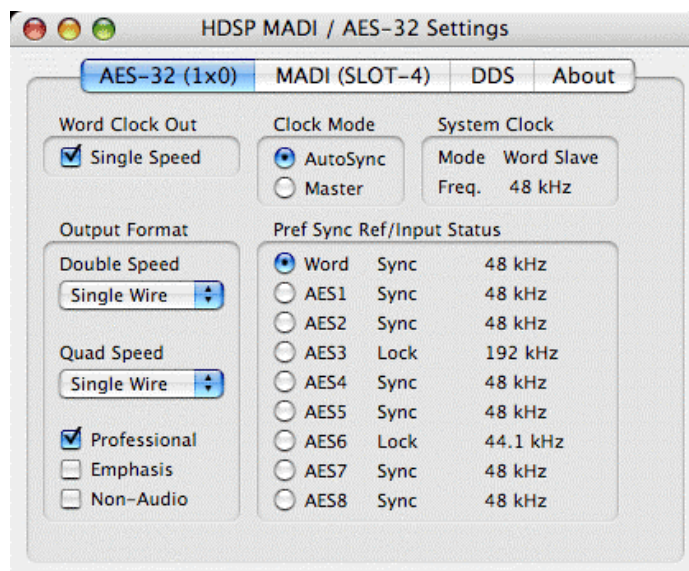 HDSP MADI / AES-32 Settings
AES-32 (1x0) MADI (SLOT-4) DDS About
Word Clock Out
Single Speed
Clock Mode
AutoSync
Master
System Clock
Mode Word Slave
Freq. 48 kHz
Output Format
Double Speed
Single Wire
Quad Speed
Single Wire
Professional
Emphasis
Non-Audio
Pref Sync Ref/Input Status
Word Sync 48 kHz
AES1 Sync 48 kHz
AES2 Sync 48 kHz
AES3 Lock 192 kHz
AES4 Sync 48 kHz
AES5 Sync 48 kHz
AES6 Lock 44.1 kHz
AES7 Sync 48 kHz
AES8 Sync 48 kHz